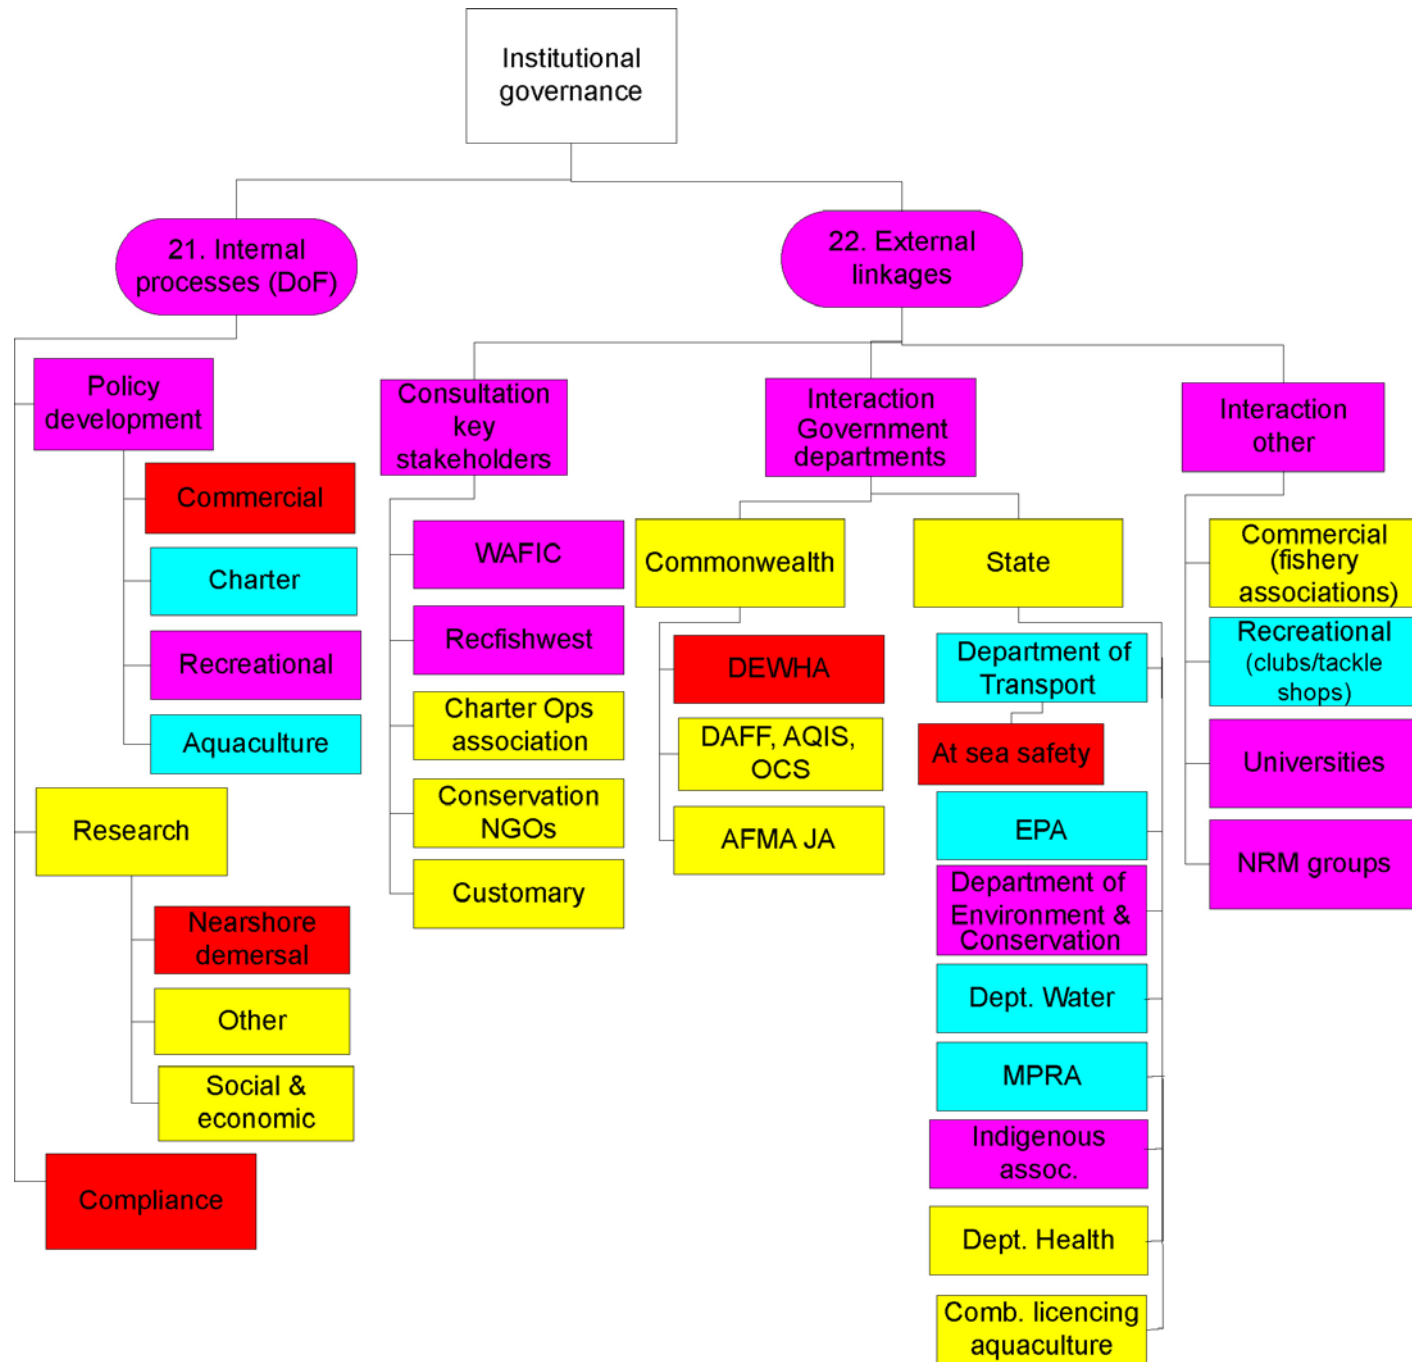 Institutional
governance
21. Internal
processes (DoF)
22. External
linkages
Policy
development
Commercial
Charter
Recreational
Aquaculture
Research
Nearshore
demersal
Other
Social &
economic
Compliance
Consultation
key
stakeholders
WAFIC
Recfishwest
Charter Ops
association
Conservation
NGOs
Customary
Interaction
Government
departments
Commonwealth
DEWHA
DAFF, AQIS,
OCS
AFMA JA
State
Department of
Transport
At sea safety
EPA
Department of
Environment &
Conservation
Dept. Water
MPRA
Indigenous
assoc.
Dept. Health
Comb. licencing
aquaculture
Interaction
other
Commercial
(fishery
associations)
Recreational
(clubs/tackle
shops)
Universities
NRM groups